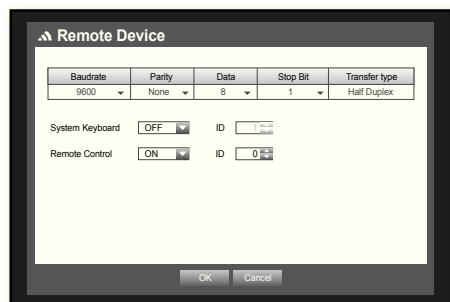 Remote Device
Baudrate Parity Data Stop Bit Transfer type
9600 None 8 1 Half Duplex
System Keyboard OFF ID 1
Remote Control ON ID 0
OK Cancel